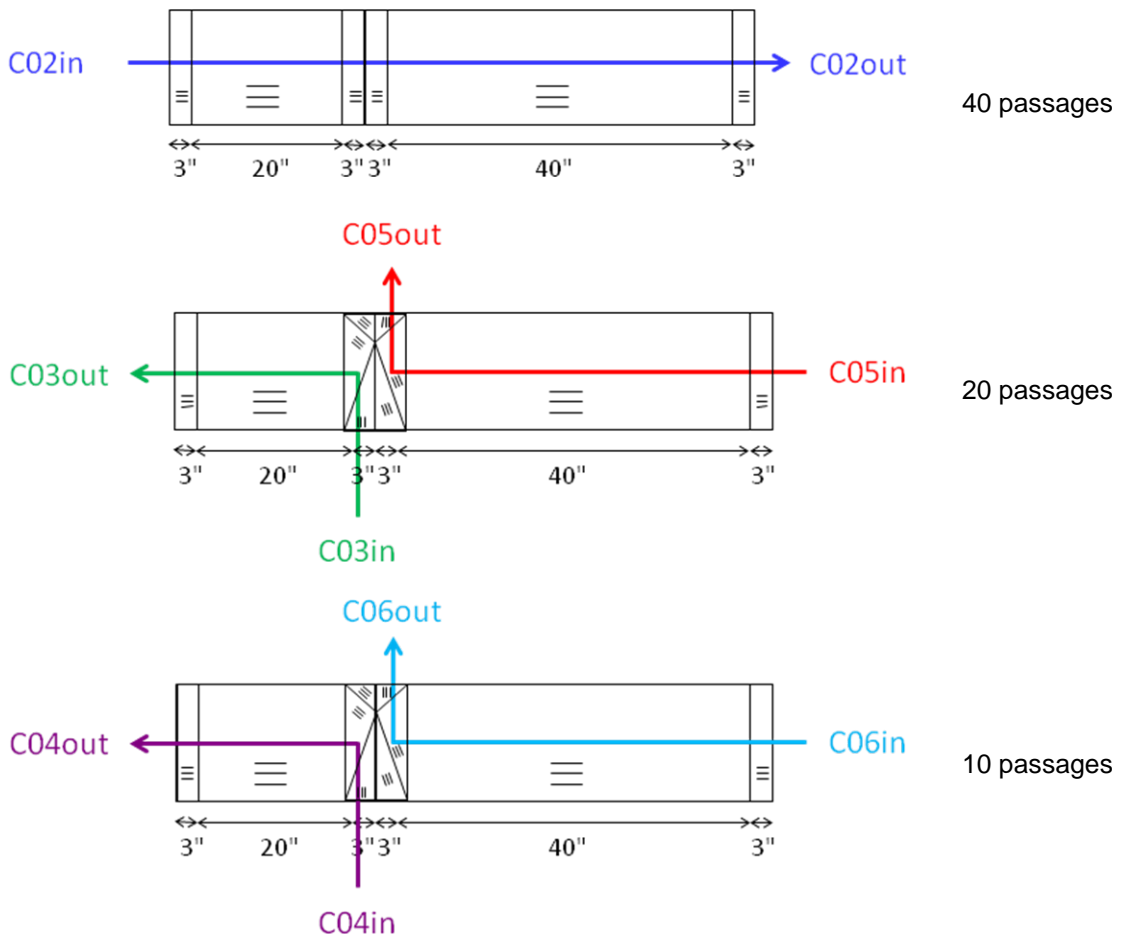 C02in
C02out
40 passages
3" 20" 3" 3" 40" 3"
C05out
C03out
C05in
20 passages
3" 20" 3" 3" 40" 3"
C03in
C06out
C04out
C06in
10 passages
3" 20" 3" 3" 40" 3"
C04in